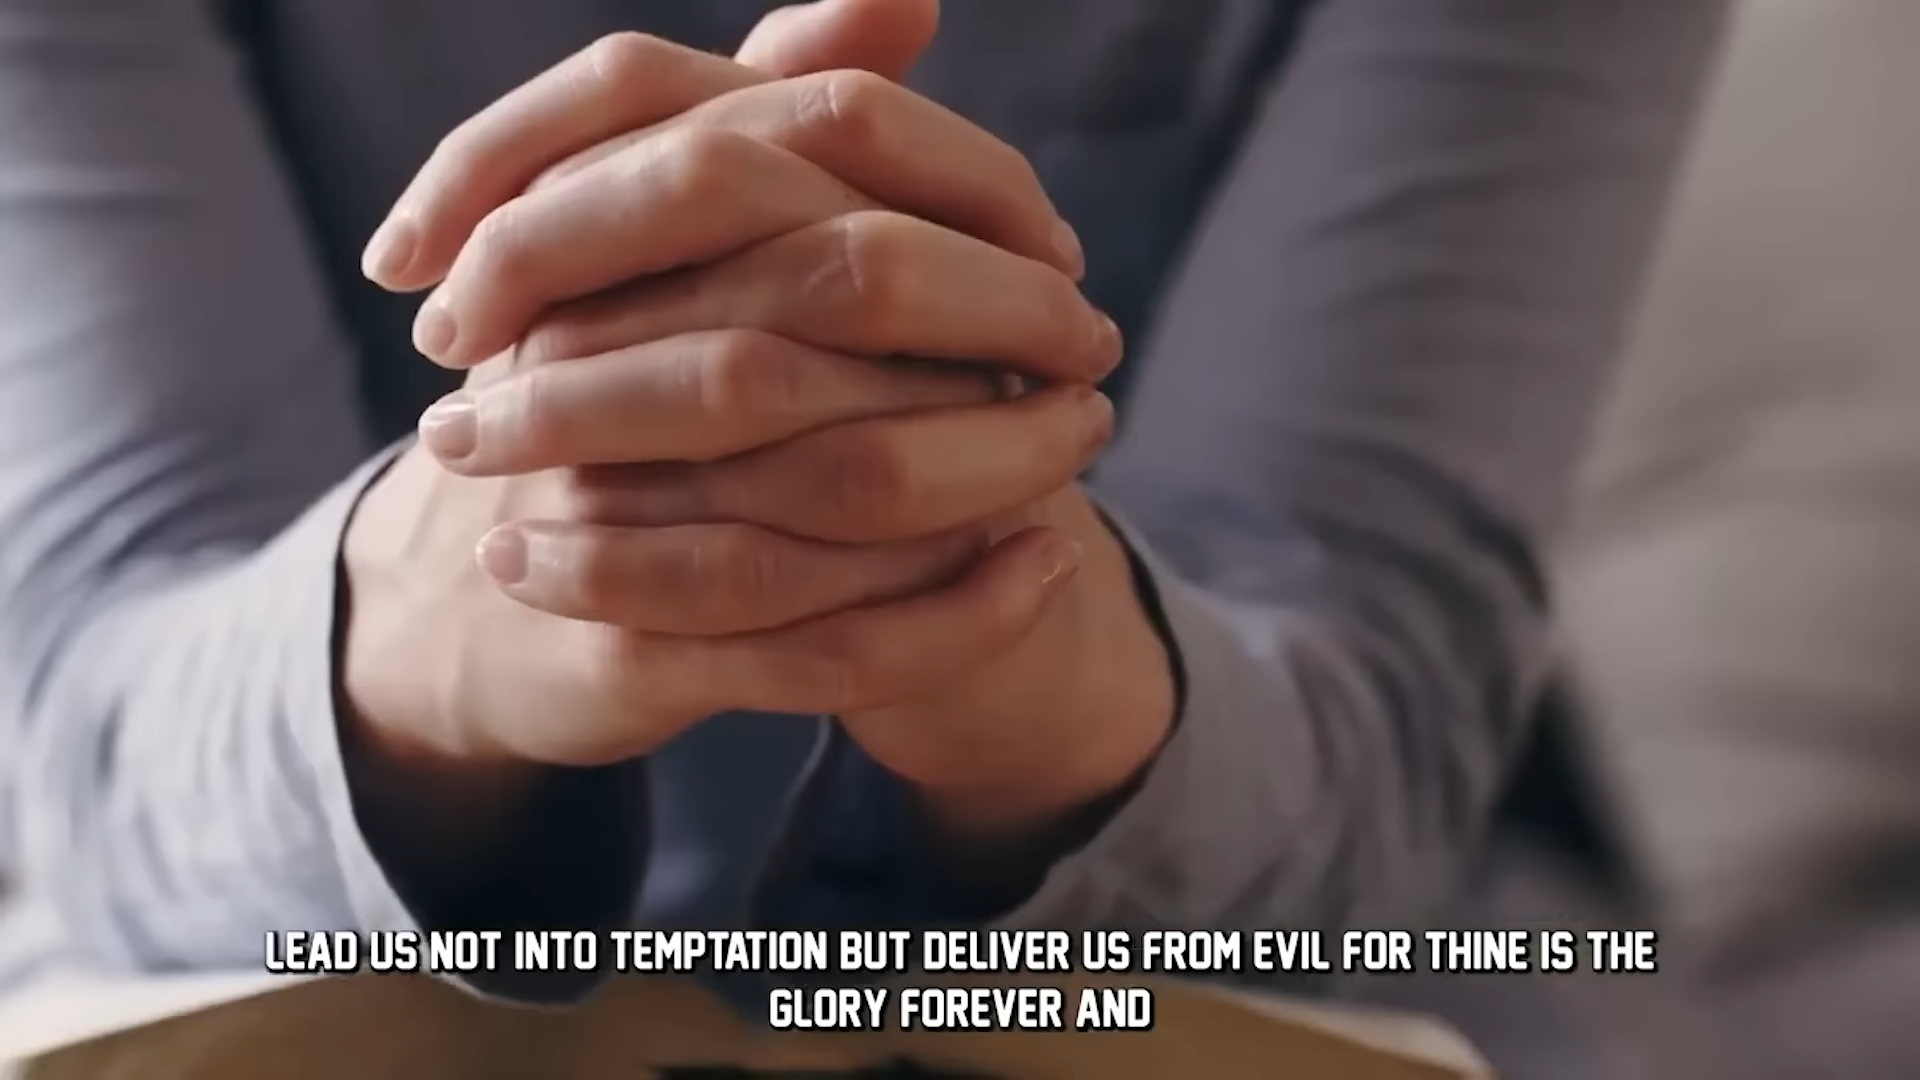 LEAD US NOT INTO TEMPTATION BUT DELIVER US FROM EVIL FOR THINE IS THE
GLORY FOREVER AND